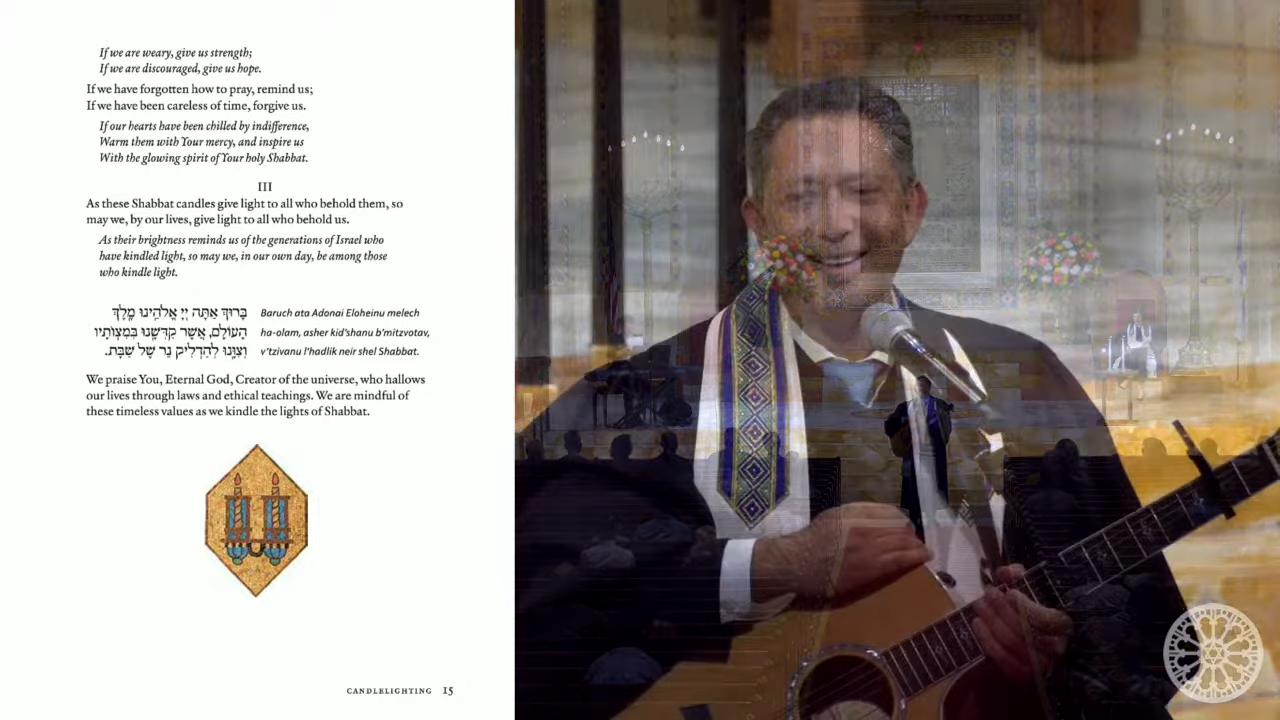 If we are weary, give us strength;
If we are discouraged, give us hope.
If we have forgotten how to pray, remind us;
If we have been careless of time, forgive us.
If our hearts have been chilled by indifference,
Warm them with Your mercy, and inspire us
With the glowing spirit of Your holy Shabbat.
III
As these Shabbat candles give light to all who behold them, so
may we, by our lives, give light to all who behold us.
As their brightness reminds us of the generations of Israel who
have kindled light, so may we, in our own day, be among those
who kindle light.
בָּרוּךְ אַתָּה יְיָ אֱלֹהֵינוּ מֶלֶךְ
הָעוֹלָם, אֲשֶׁר קִדְּשָׁנוּ בְּמִצְוֹתָיו
וְצִוָּנוּ לְהַדְלִיק נֵר שֶׁל שַׁבָּת.
Baruch ata Adonai Eloheinu melech
ha-olam, asher kid'shanu b'mitzvotav,
v'tzivanu l'hadlik neir shel Shabbat.
We praise You, Eternal God, Creator of the universe, who hallows
our lives through laws and ethical teachings. We are mindful of
these timeless values as we kindle the lights of Shabbat.
CANDLELIGHTING 15